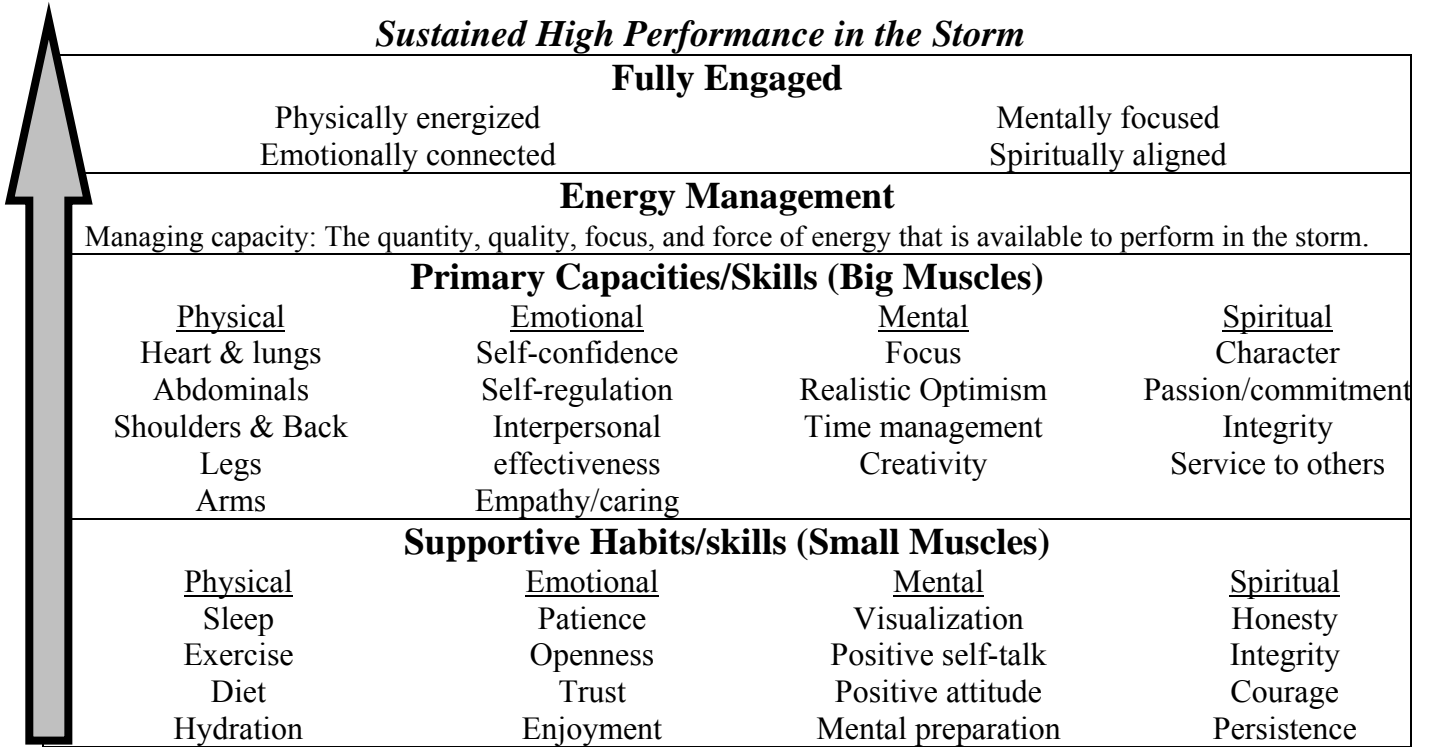 Sustained High Performance in the Storm
Fully Engaged
Physically energized Mentally focused
Emotionally connected Spiritually aligned
Energy Management
Managing capacity: The quantity, quality, focus, and force of energy that is available to perform in the storm.
Primary Capacities/Skills (Big Muscles)
Physical Emotional Mental Spiritual
Heart & lungs Self-confidence Focus Character
Abdominals Self-regulation Realistic Optimism Passion/commitment
Shoulders & Back Interpersonal Time management Integrity
Legs effectiveness Creativity Service to others
Arms Empathy/caring
Supportive Habits/skills (Small Muscles)
Physical Emotional Mental Spiritual
Sleep Patience Visualization Honesty
Exercise Openness Positive self-talk Integrity
Diet Trust Positive attitude Courage
Hydration Enjoyment Mental preparation Persistence